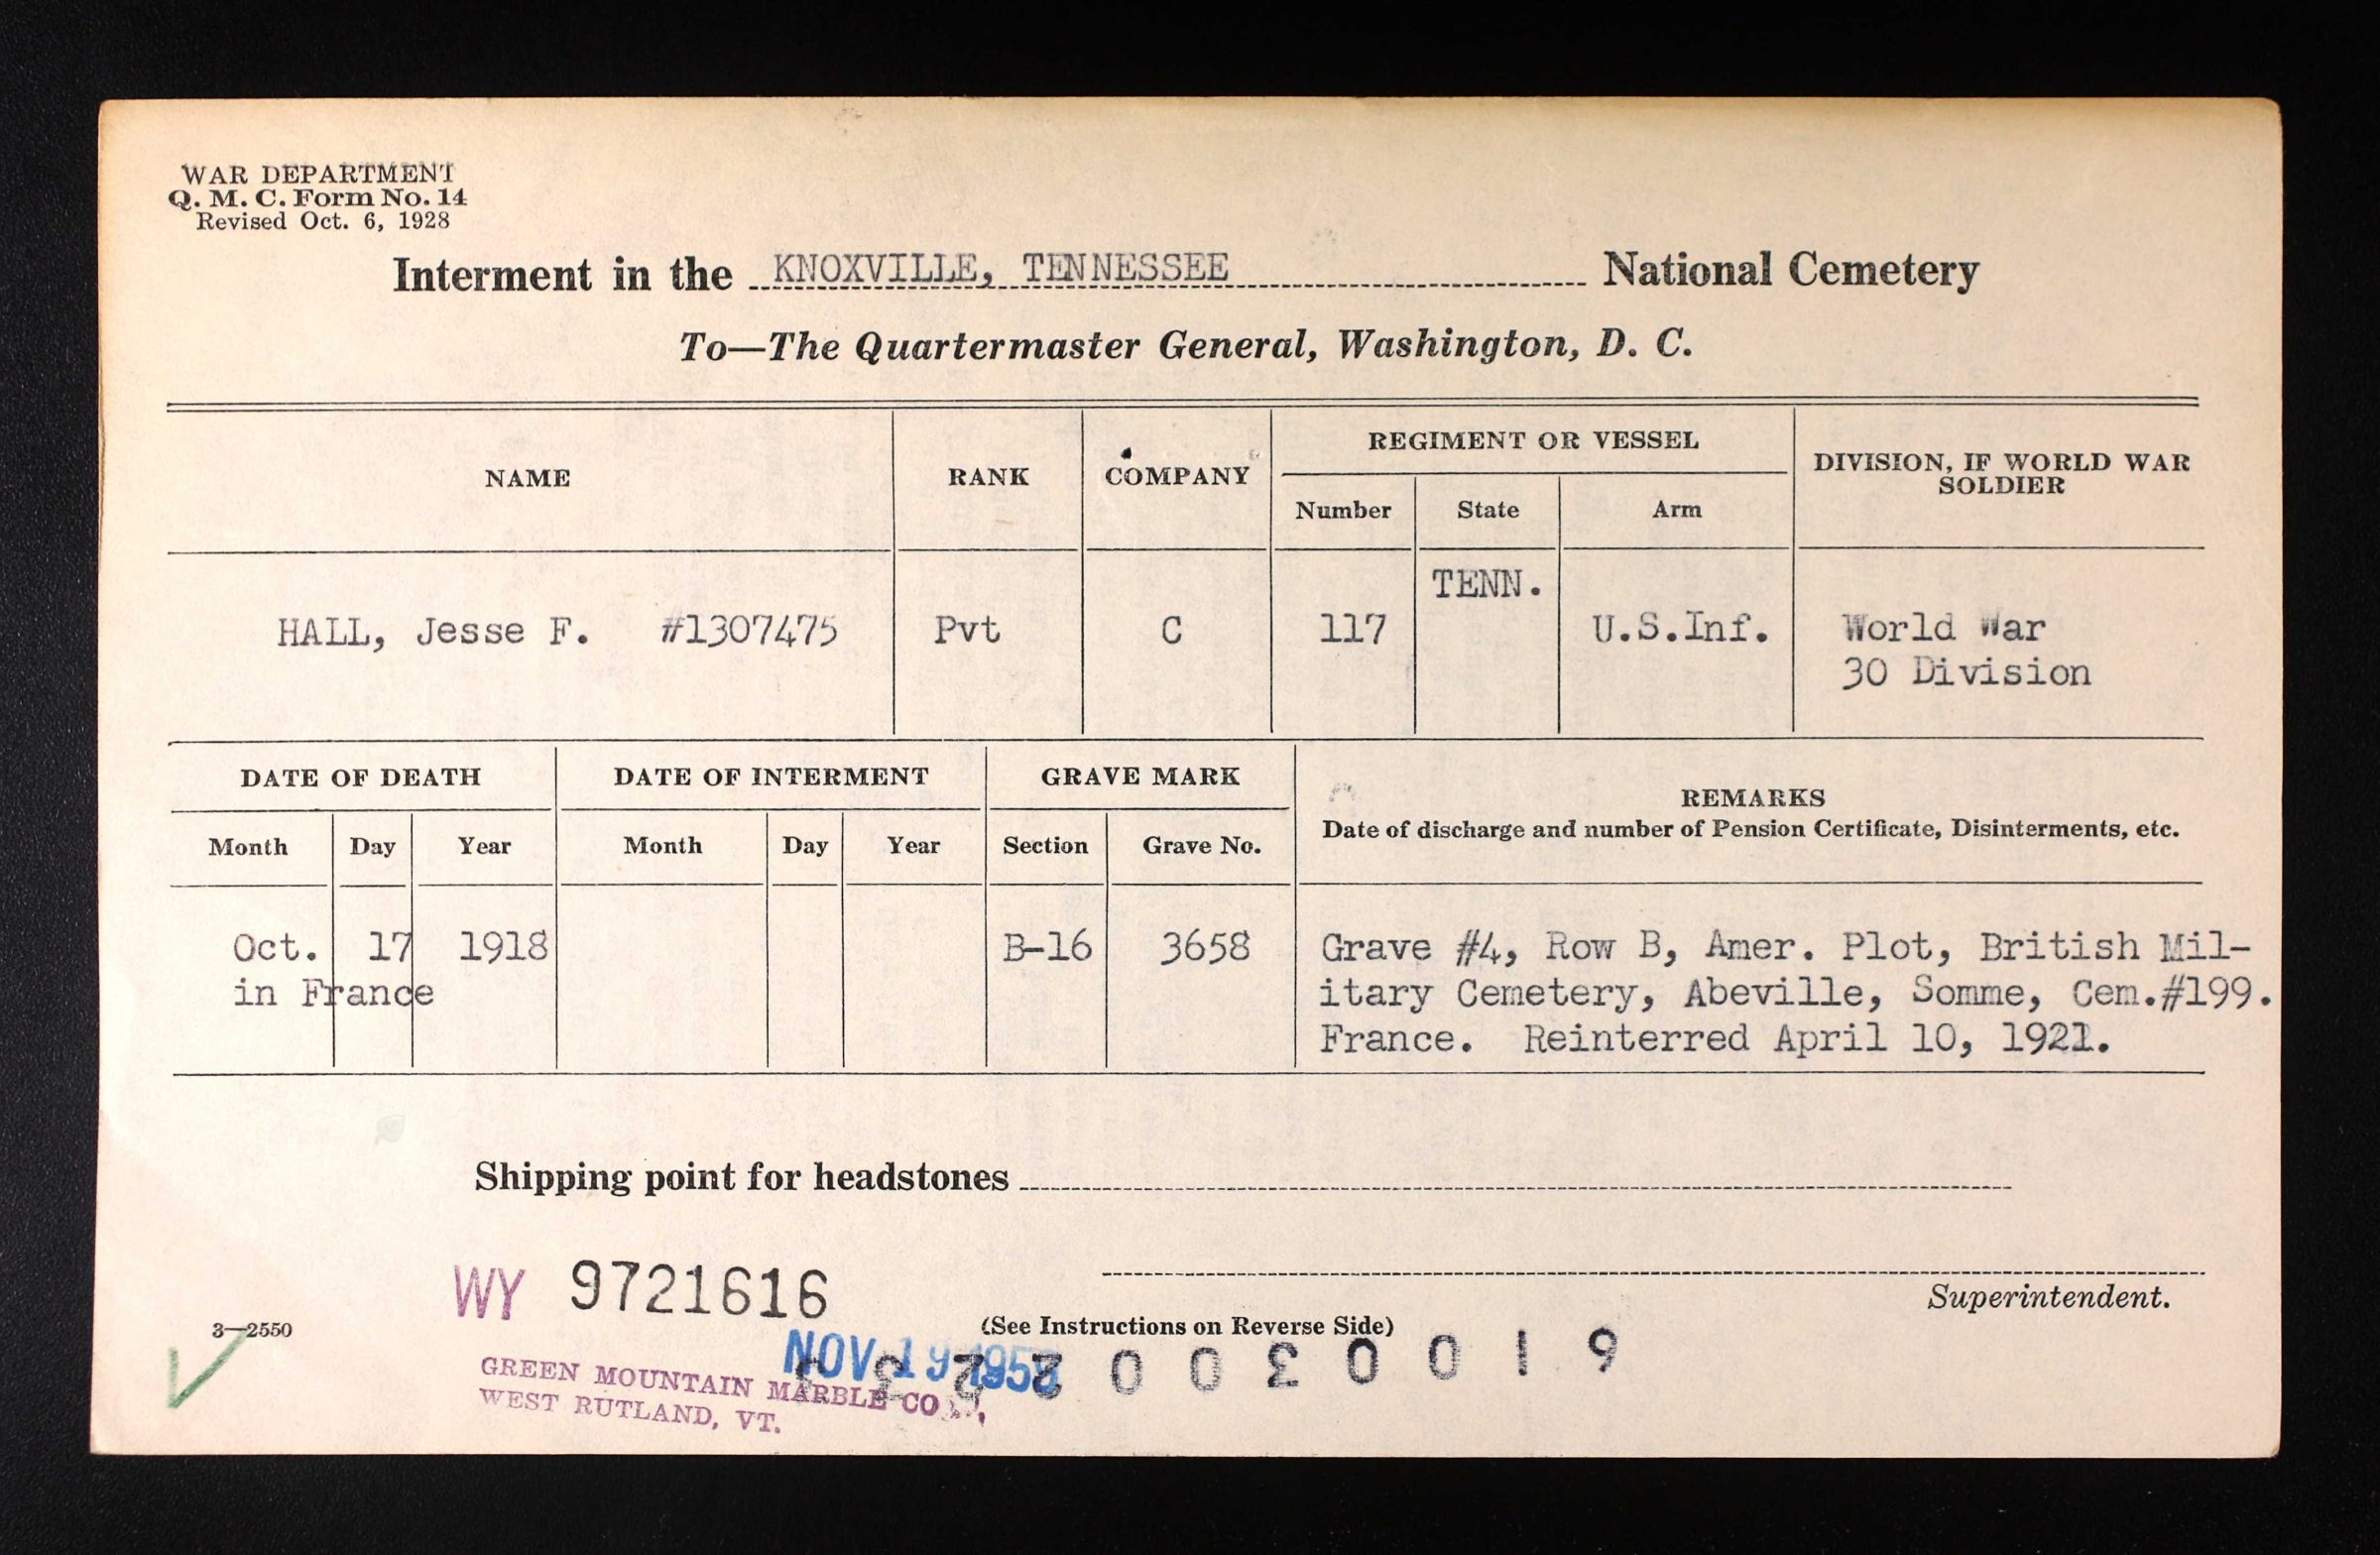 WAR DEPARTMENT
Q. M. C. Form No. 14
Revised Oct. 6, 1928
Interment in the KNOXVILLE, TENNESSEE National Cemetery
To—The Quartermaster General, Washington, D. C.
NAME RANK COMPANY REGIMENT OR VESSEL DIVISION, IF WORLD WAR SOLDIER
Number State Arm
TENN.
HALL, Jesse F. #1307475 Pvt C 117 U.S.Inf. World War
30 Division
DATE OF DEATH DATE OF INTERMENT GRAVE MARK REMARKS
Date of discharge and number of Pension Certificate, Disinterments, etc.
Month Day Year Month Day Year Section Grave No.
Oct. 17 1918 B-16 3658 Grave #4, Row B, Amer. Plot, British Mil-
in France itary Cemetery, Abeville, Somme, Cem.#199.
France. Reinterred April 10, 1921.
Shipping point for headstones
WY 9721616
Superintendent.
3—2550
(See Instructions on Reverse Side)
NOV 19
GREEN MOUNTAIN MARBLE CO
WEST RUTLAND, VT.